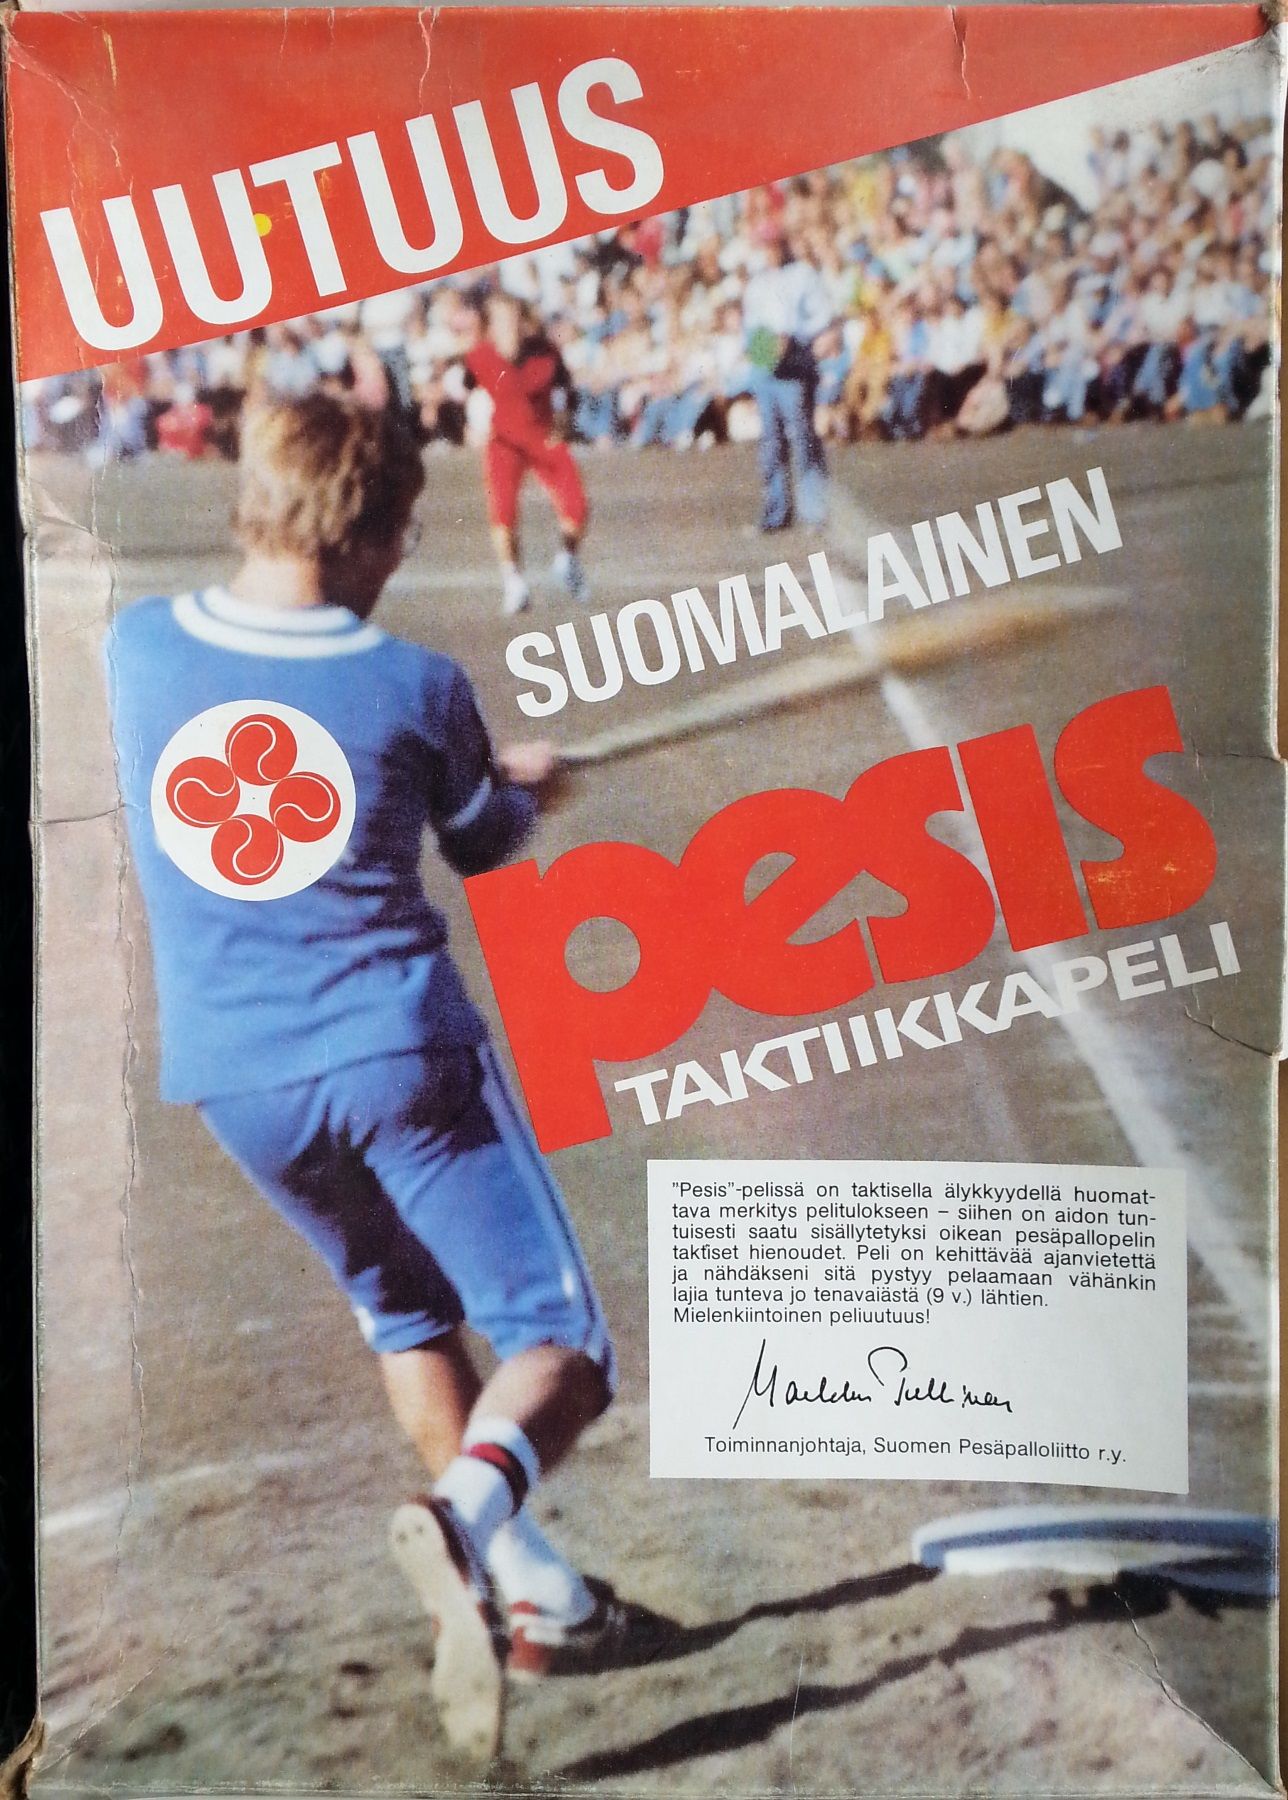 UUTUUS
SUOMALAINEN
pesis
TAKTIIKKAPELI
"Pesis"-pelissä on taktisella älykkyydellä huomat-
tava merkitys pelitulokseen – siihen on aidon tun-
tuisesti saatu sisällytetyksi oikean pesäpallopelin
taktiset hienoudet. Peli on kehittävää ajanvietettä
ja nähdäkseni sitä pystyy pelaamaan vähänkin
lajia tunteva jo tenavaiästä (9 v.) lähtien.
Mielenkiintoinen peliuutuus!
Toiminnanjohtaja, Suomen Pesäpalloliitto r.y.